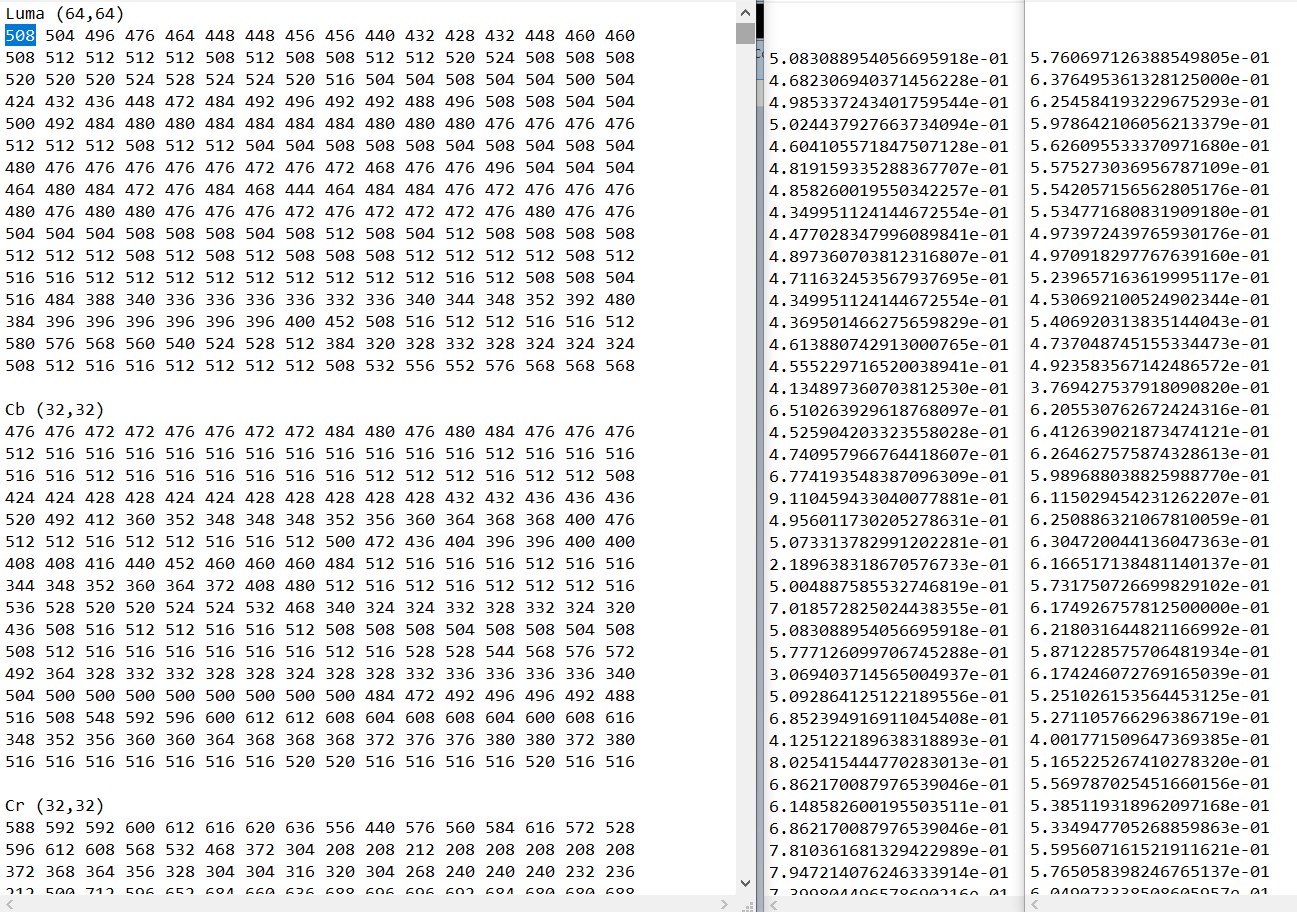 Luma (64,64)
508 504 496 476 464 448 448 456 456 440 432 428 432 448 460 460
508 512 512 512 512 508 512 508 508 512 512 520 524 508 508 508
520 520 520 524 528 524 524 520 516 504 504 508 504 504 500 504
424 432 436 448 472 484 492 496 492 492 488 496 508 508 504 504
500 492 484 480 480 484 484 484 484 480 480 480 476 476 476 476
512 512 512 508 512 512 504 504 508 508 508 504 508 504 508 504
480 476 476 476 476 476 472 476 472 468 476 476 496 504 504 504
464 480 484 472 476 484 468 444 464 484 484 476 472 476 476 476
480 476 480 480 476 476 476 472 476 472 472 472 476 480 476 476
504 504 504 508 508 508 504 508 512 508 504 512 508 508 508 508
512 512 512 508 512 508 512 508 508 508 512 512 512 512 508 512
516 516 512 512 512 512 512 512 512 512 512 516 512 508 508 504
516 484 388 340 336 336 336 336 332 336 340 344 348 352 392 480
384 396 396 396 396 396 396 400 452 508 516 512 512 516 516 512
580 576 568 560 540 524 528 512 384 320 328 332 328 324 324 324
508 512 516 516 512 512 512 512 508 532 556 552 576 568 568 568
Cb (32,32)
476 476 472 472 476 476 472 472 484 480 476 480 484 476 476 476
512 516 512 516 516 516 516 516 516 516 516 516 512 516 516 516
516 516 512 516 516 516 516 516 516 512 512 512 516 512 512 508
424 424 428 428 424 424 428 428 428 428 428 432 432 436 436 436
520 492 412 360 352 348 348 348 352 356 360 364 368 368 400 476
512 512 516 512 512 516 516 512 500 472 436 404 396 396 400 400
408 408 416 440 452 460 460 460 484 512 516 516 516 512 516 516
344 348 352 360 364 372 408 480 512 516 512 516 512 512 512 516
536 528 520 520 524 524 532 468 340 324 324 332 328 332 324 320
436 508 516 512 512 516 516 512 508 508 508 504 508 508 504 508
508 512 516 516 516 516 516 516 512 516 528 528 544 568 576 572
492 364 328 332 332 328 328 324 328 328 332 336 336 336 336 340
504 500 500 500 500 500 500 500 500 484 472 492 496 496 492 488
516 508 548 592 596 600 612 612 608 604 608 608 604 600 608 616
348 352 356 360 360 364 368 368 368 372 376 376 380 380 372 380
516 516 516 516 516 516 516 520 520 516 516 516 516 520 516 516
Cr (32,32)
588 592 592 600 612 616 620 636 556 440 576 560 584 616 572 528
596 612 608 568 532 468 372 304 208 208 212 208 208 208 208 208
372 368 364 356 328 304 304 316 320 304 268 240 240 240 232 236
212 500 712 596 652 684 660 636 688 696 696 692 684 680 680 688
5.083088954056695918e-01
4.682306940371456228e-01
4.985337243401759544e-01
5.024437927663734094e-01
4.604105571847507128e-01
4.819159335288367707e-01
4.858260019550342257e-01
4.349951124144672554e-01
4.477028347996089841e-01
4.897360703812316807e-01
4.711632453567937695e-01
4.349951124144672554e-01
4.369501466275659829e-01
4.613880742913000765e-01
4.555229716520038941e-01
4.134897360703812530e-01
6.510263929618768097e-01
4.525904203323558028e-01
4.740957966764418607e-01
6.774193548387096309e-01
9.110459433040077881e-01
4.956011730205278631e-01
5.073313782991202281e-01
2.189638318670576733e-01
5.004887585532746819e-01
7.018572825024438355e-01
5.083088954056695918e-01
5.777126099706745288e-01
3.069403714565004937e-01
5.092864125122189556e-01
6.852394916911045408e-01
4.125122189638318893e-01
8.025415444770283013e-01
6.862170087976539046e-01
6.148582600195503511e-01
6.862170087976539046e-01
7.810361681329422989e-01
7.947214076246333914e-01
7.399804496578690216e-01
5.760697126388549805e-01
6.376495361328125000e-01
6.254584193229675293e-01
5.978642106056213379e-01
5.626095533370971680e-01
5.575273036956787109e-01
5.542057156562805176e-01
5.534771680831909180e-01
4.973972439765930176e-01
4.970918297767639160e-01
5.239657163619995117e-01
4.530692100524902344e-01
5.406920313835144043e-01
4.737048745155334473e-01
4.923583567142486572e-01
3.769427537918090820e-01
6.205530762672424316e-01
6.412639021873474121e-01
6.264627575874328613e-01
5.989688038825988770e-01
6.115029454231262207e-01
6.250886321067810059e-01
6.304720044136047363e-01
6.166517138481140137e-01
5.731750726699829102e-01
6.174926757812500000e-01
6.218031644821166992e-01
5.871228575706481934e-01
6.174246072769165039e-01
5.251026153564453125e-01
5.271105766296386719e-01
4.001771509647369385e-01
5.165225267410278320e-01
5.569787025451660156e-01
5.385119318962097168e-01
5.334947705268859863e-01
5.595607161521911621e-01
5.765058398246765137e-01
6.049073338508605957e-01